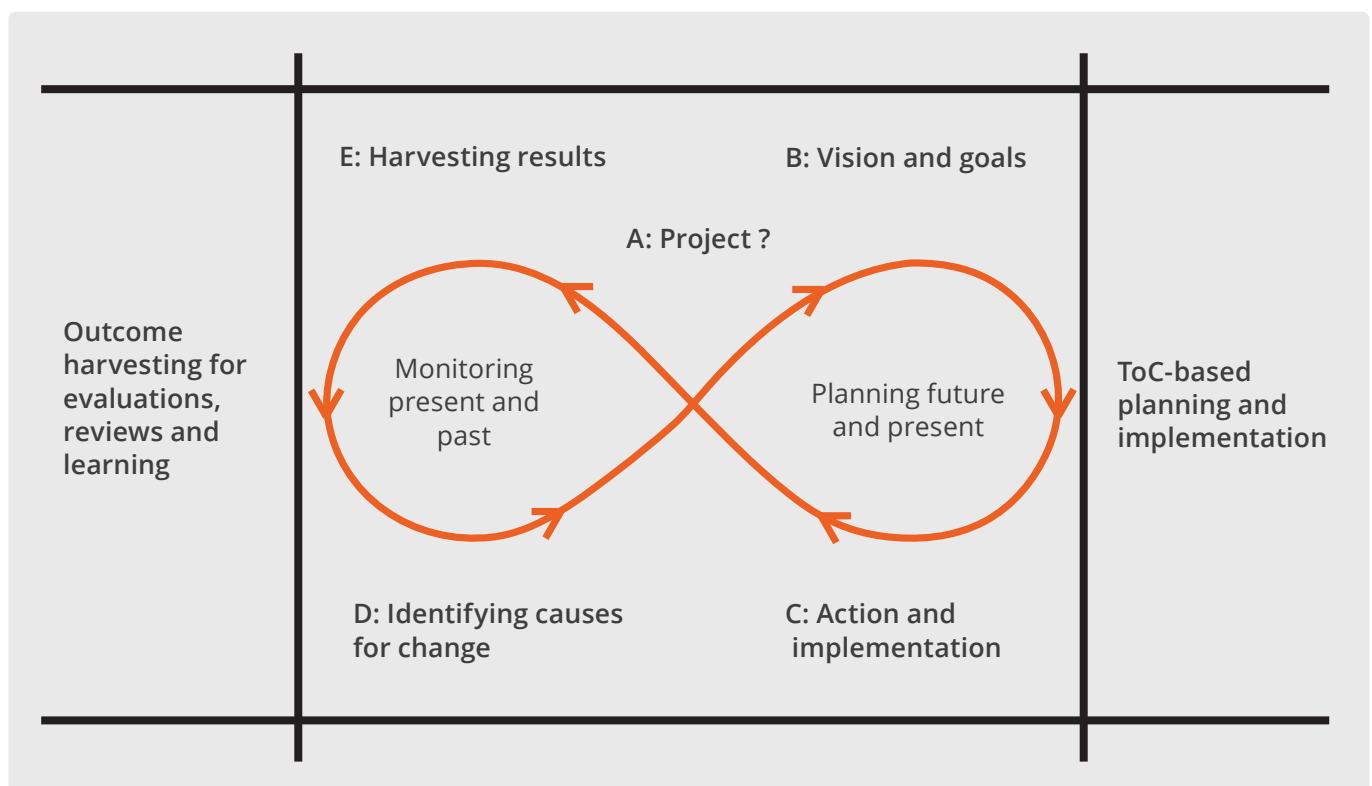 E: Harvesting results
B: Vision and goals
A: Project ?
Outcome
harvesting for
evaluations,
reviews and
learning
Monitoring
present and
past
Planning future
and present
ToC-based
planning and
implementation
D: Identifying causes
for change
C: Action and
implementation